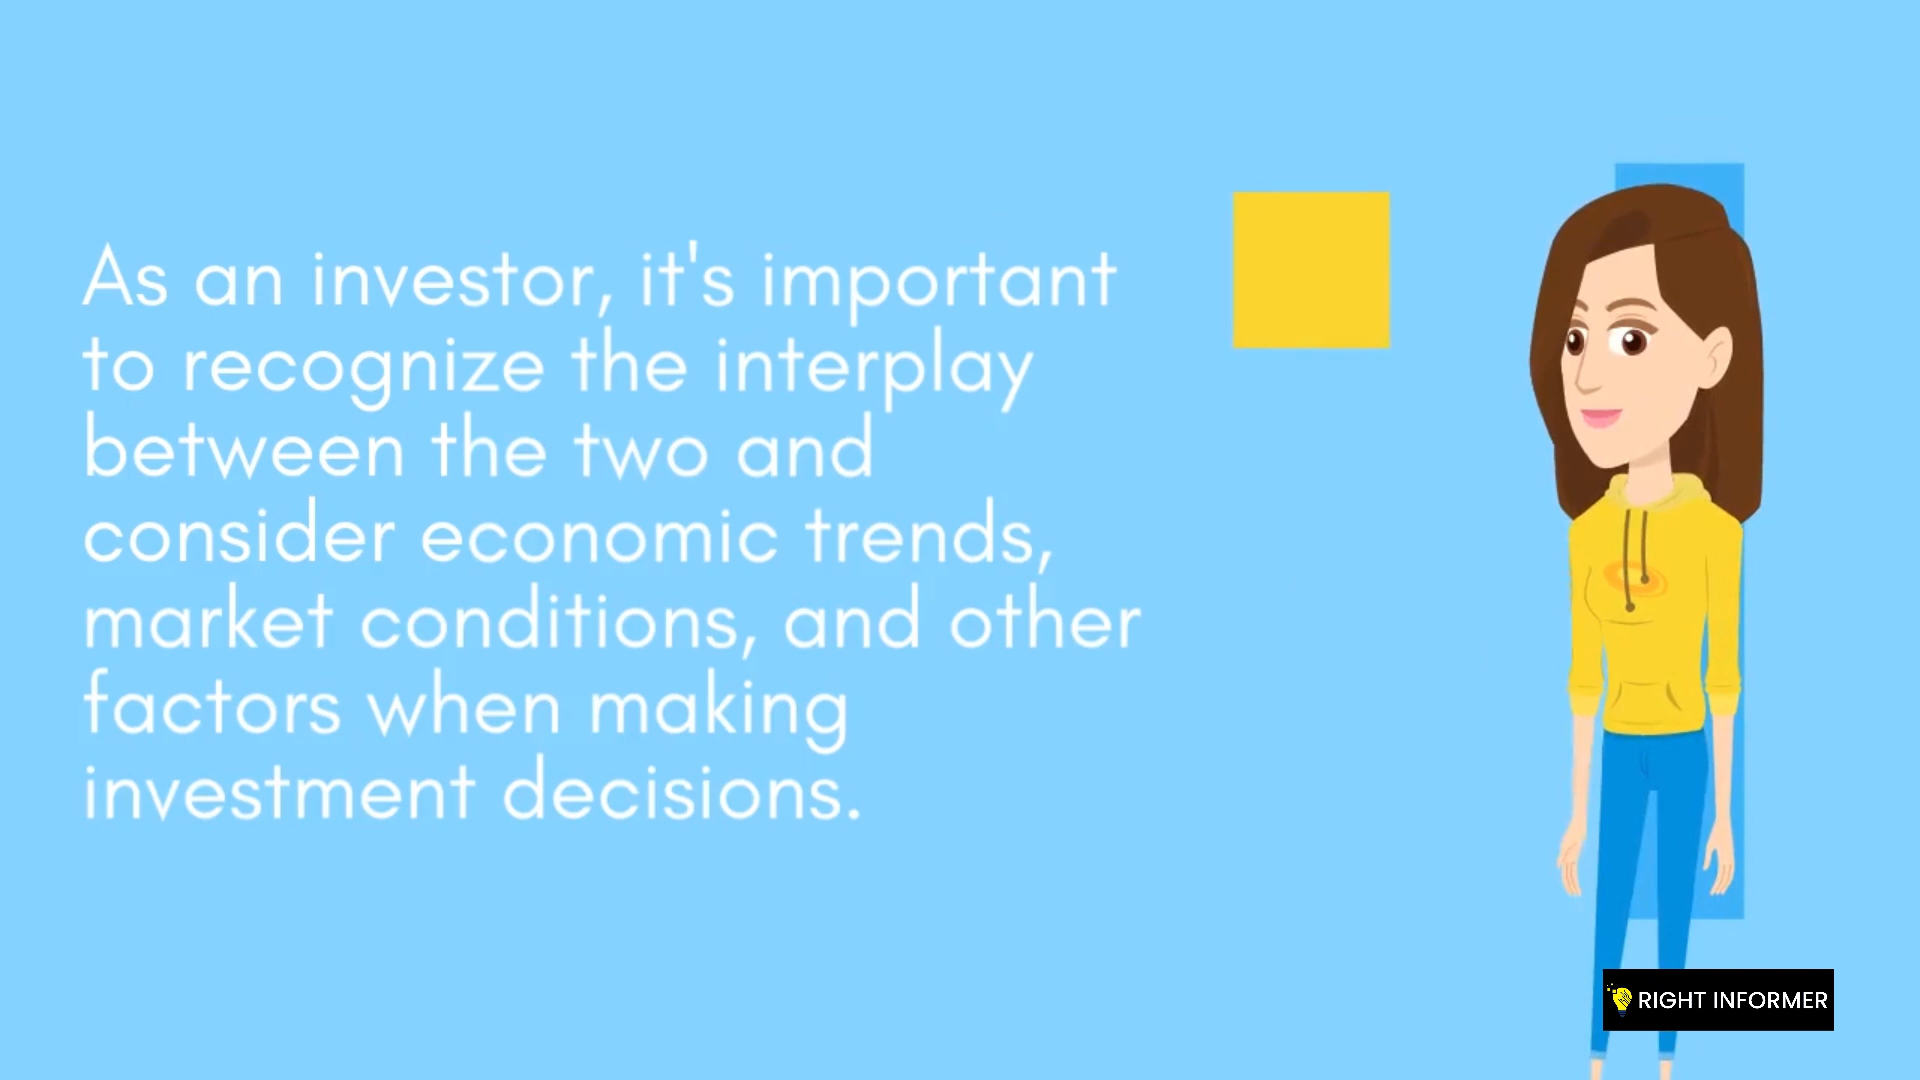 As an investor, it's important
to recognize the interplay
between the two and
consider economic trends,
market conditions, and other
factors when making
investment decisions.
RIGHT INFORMER